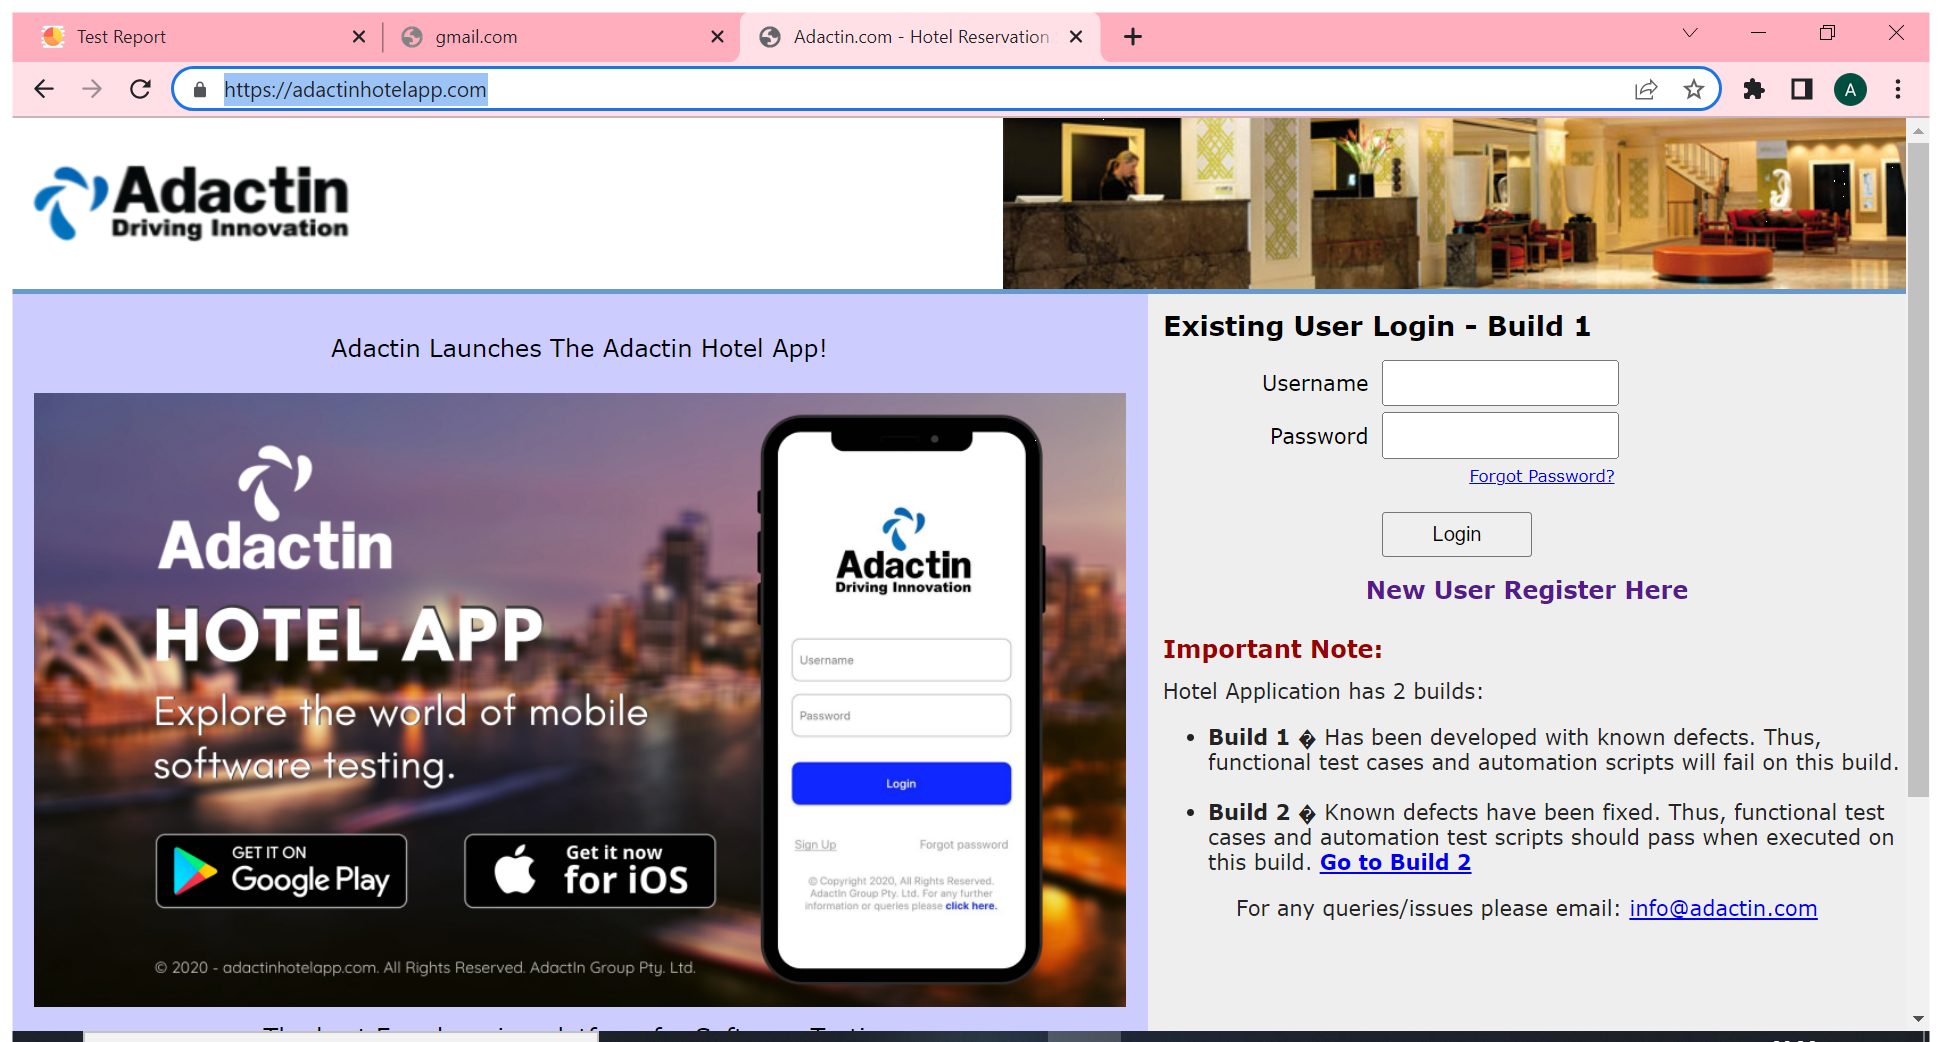 Test Report
gmail.com
Adactin.com - Hotel Reservation
https://adactinhotelapp.com
A
Adactin
Driving Innovation
Adactin Launches The Adactin Hotel App!
Adactin
HOTEL APP
Explore the world of mobile
software testing.
GET IT ON
Google Play
Get it now
for iOS
© 2020 - adactinhotelapp.com. All Rights Reserved. AdactIn Group Pty. Ltd.
Adactin
Driving Innovation
Username
Password
Login
Sign Up
Forgot password
© Copyright 2020, All Rights Reserved.
AdactIn Group Pty. Ltd. For any further
information or queries please click here.
Existing User Login - Build 1
Username
Password
Forgot Password?
Login
New User Register Here
Important Note:
Hotel Application has 2 builds:
• Build 1 � Has been developed with known defects. Thus,
functional test cases and automation scripts will fail on this build.
• Build 2 � Known defects have been fixed. Thus, functional test
cases and automation test scripts should pass when executed on
this build. Go to Build 2
For any queries/issues please email: info@adactin.com